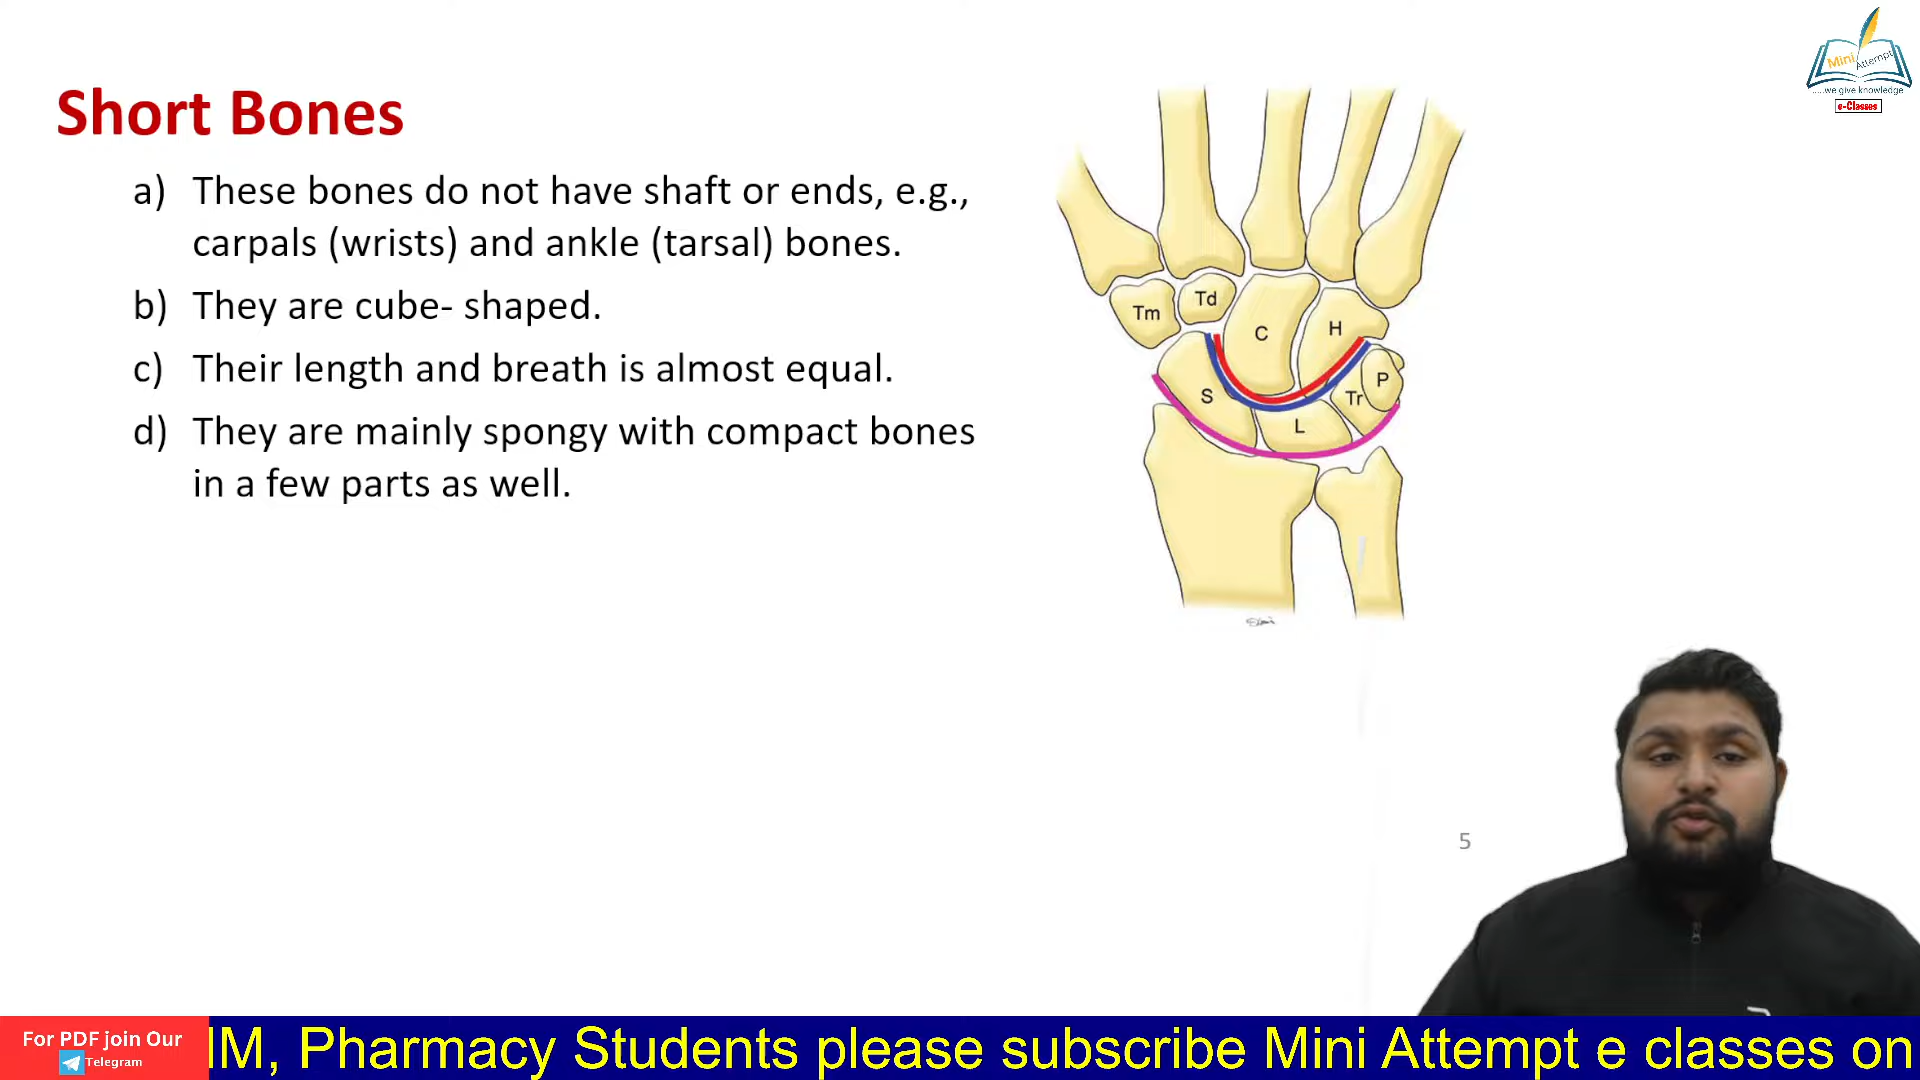 Mini
Attempt
.....we give knowledge
e-Classes
Short Bones
a) These bones do not have shaft or ends, e.g.,
carpals (wrists) and ankle (tarsal) bones.
b) They are cube- shaped.
c) Their length and breath is almost equal.
d) They are mainly spongy with compact bones
in a few parts as well.
Tm
Td
C
H
S
L
Tr
P
5
For PDF join Our
Telegram
IM, Pharmacy Students please subscribe Mini Attempt e classes on